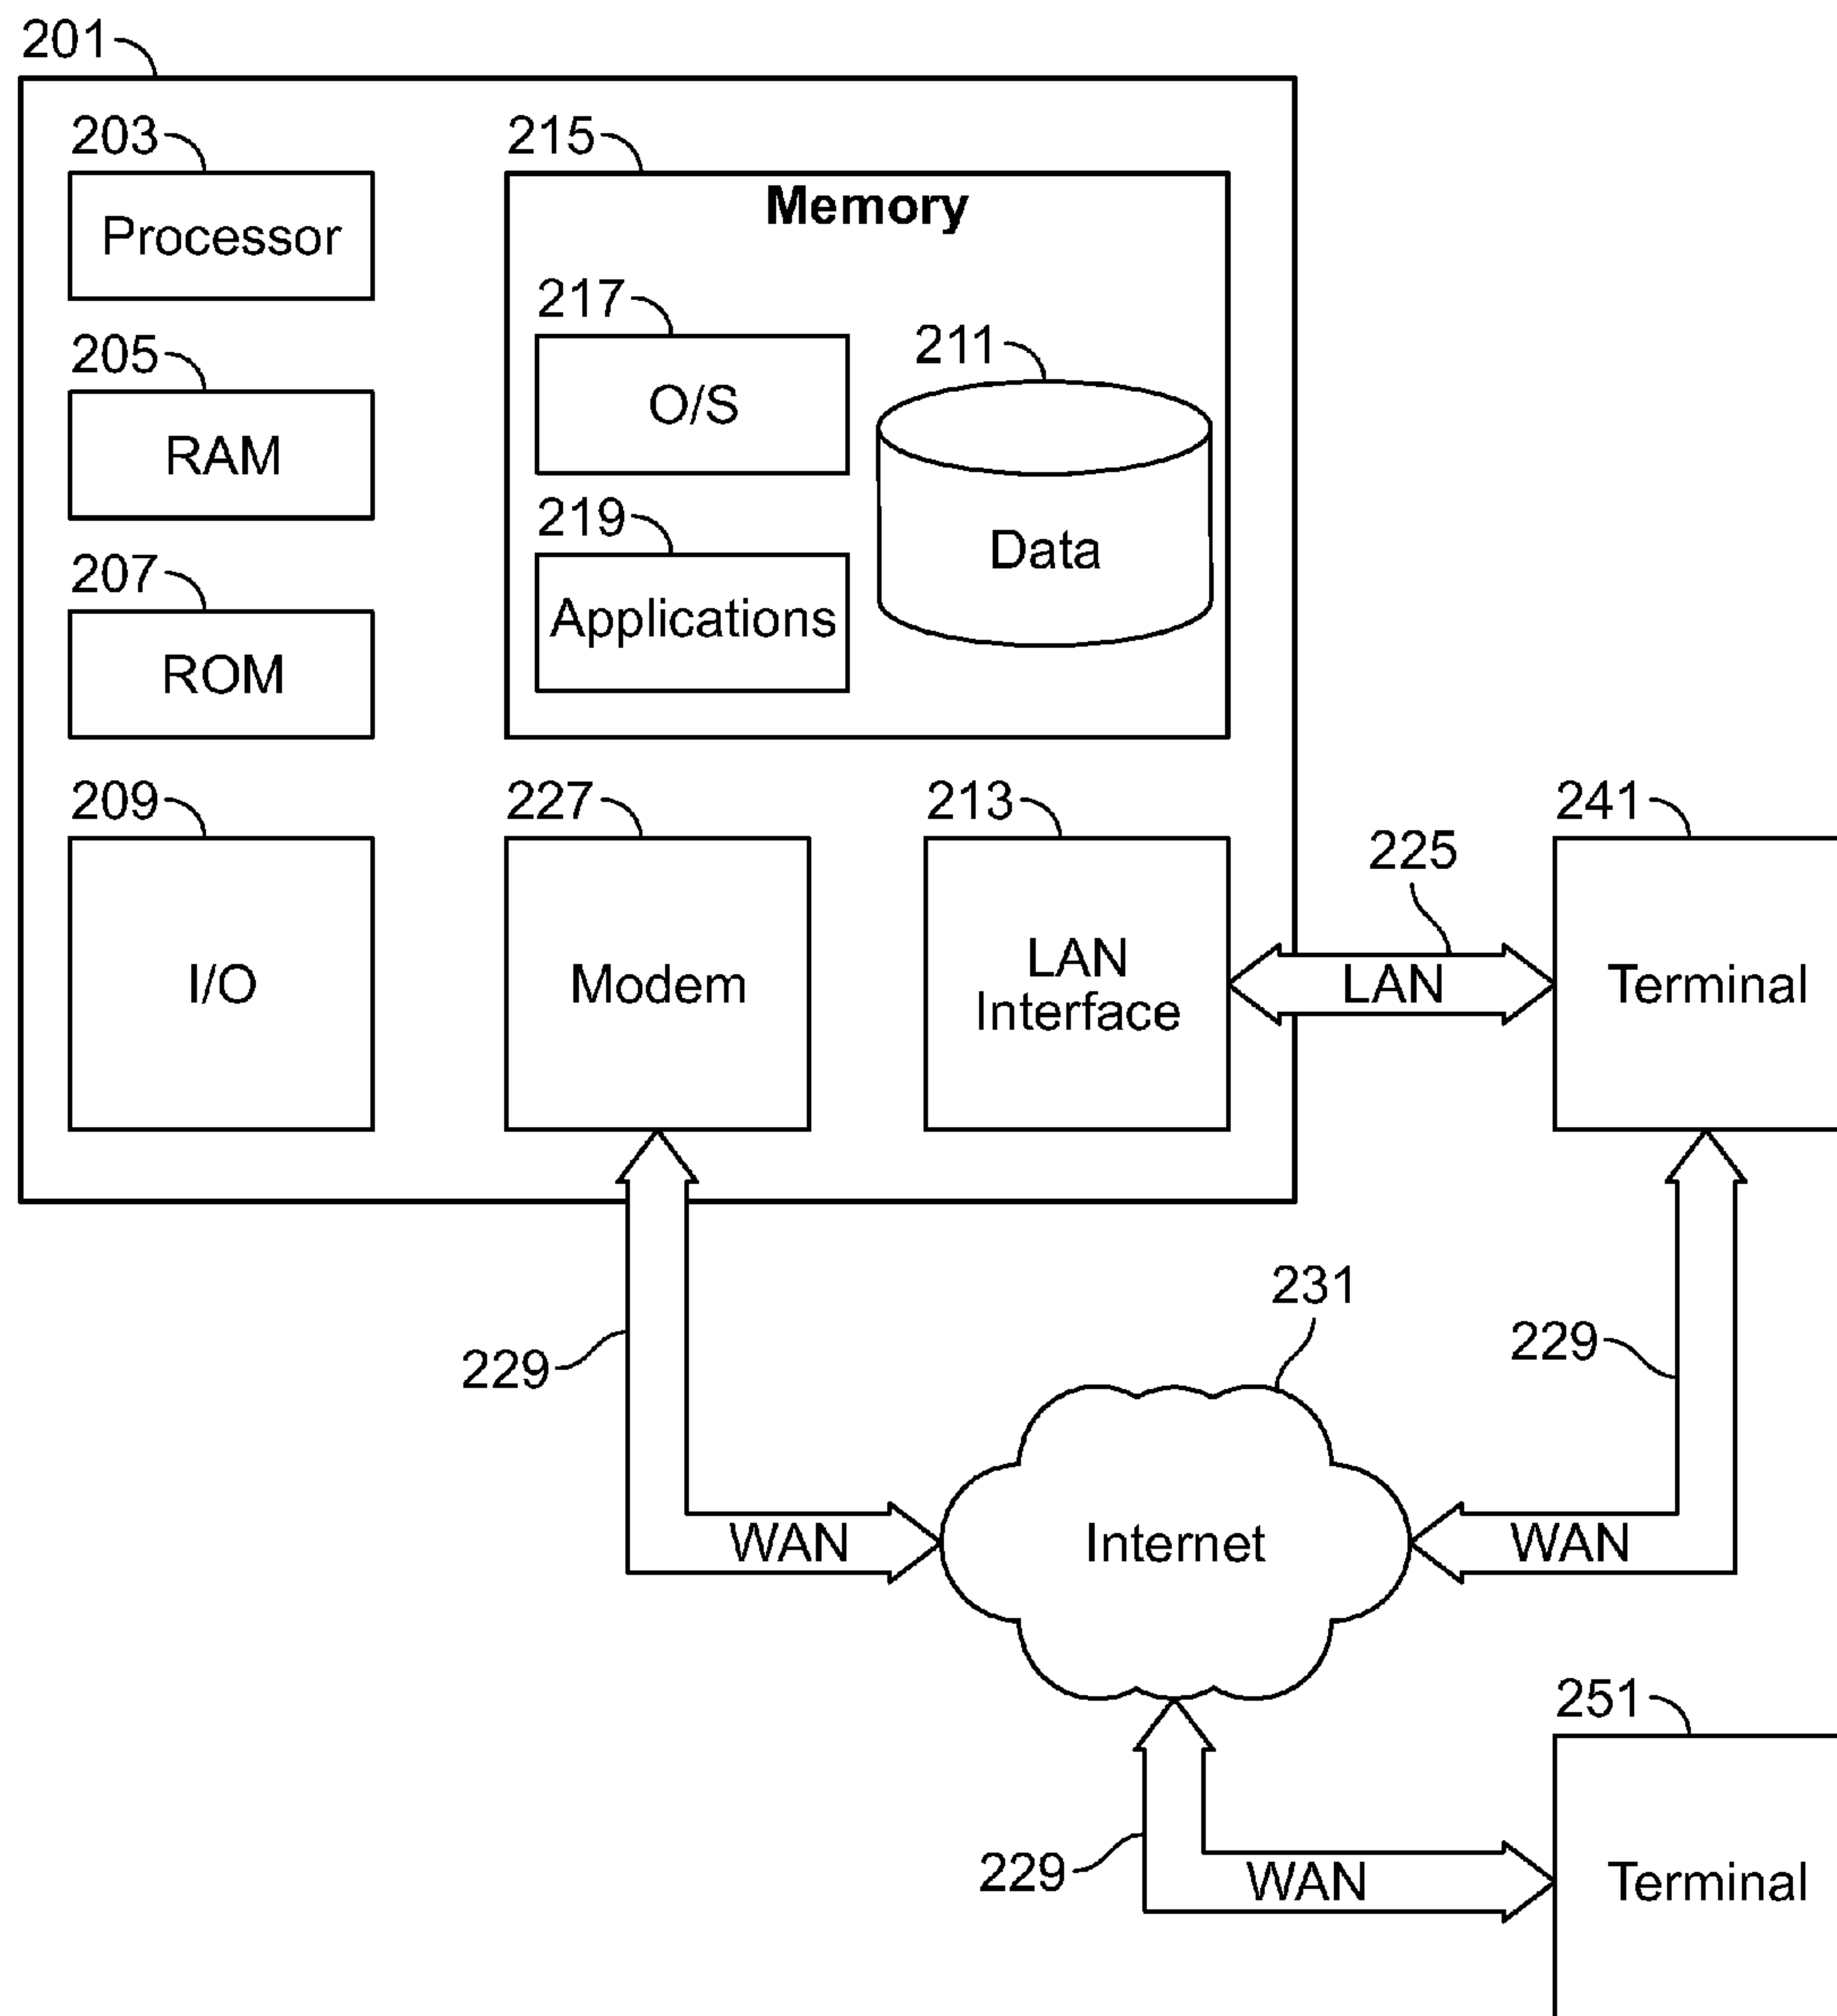 201
203
Processor
205
RAM
207
ROM
209
I/O
215
Memory
217
O/S
211
Data
219
Applications
227
Modem
213
LAN
Interface
225
LAN
241
Terminal
229
WAN
231
Internet
229
WAN
229
WAN
251
Terminal